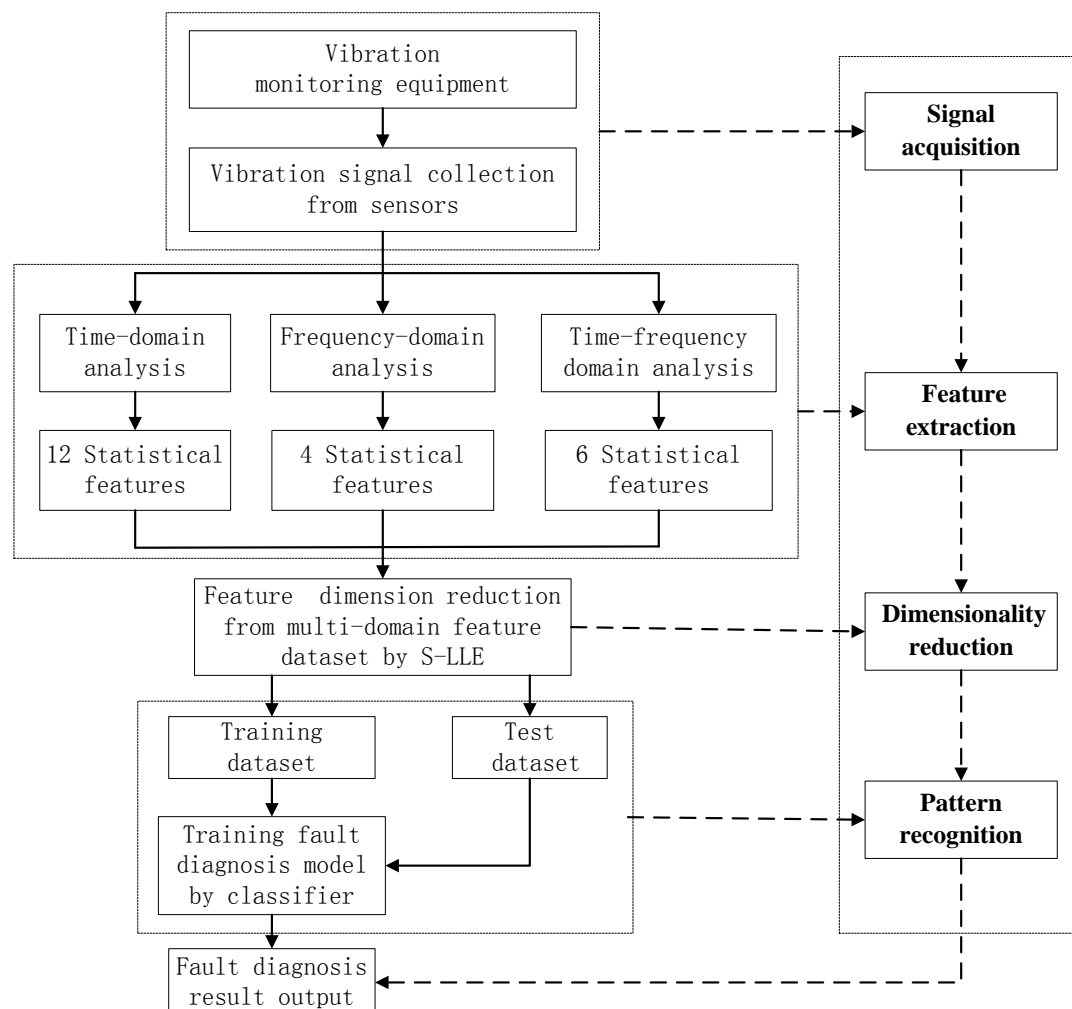 Vibration
monitoring equipment
Vibration signal collection
from sensors
Time-domain
analysis
Frequency-domain
analysis
Time-frequency
domain analysis
12 Statistical
features
4 Statistical
features
6 Statistical
features
Feature dimension reduction
from multi-domain feature
dataset by S-LLE
Training
dataset
Test
dataset
Training fault
diagnosis model
by classifier
Fault diagnosis
result output
Signal
acquisition
Feature
extraction
Dimensionality
reduction
Pattern
recognition